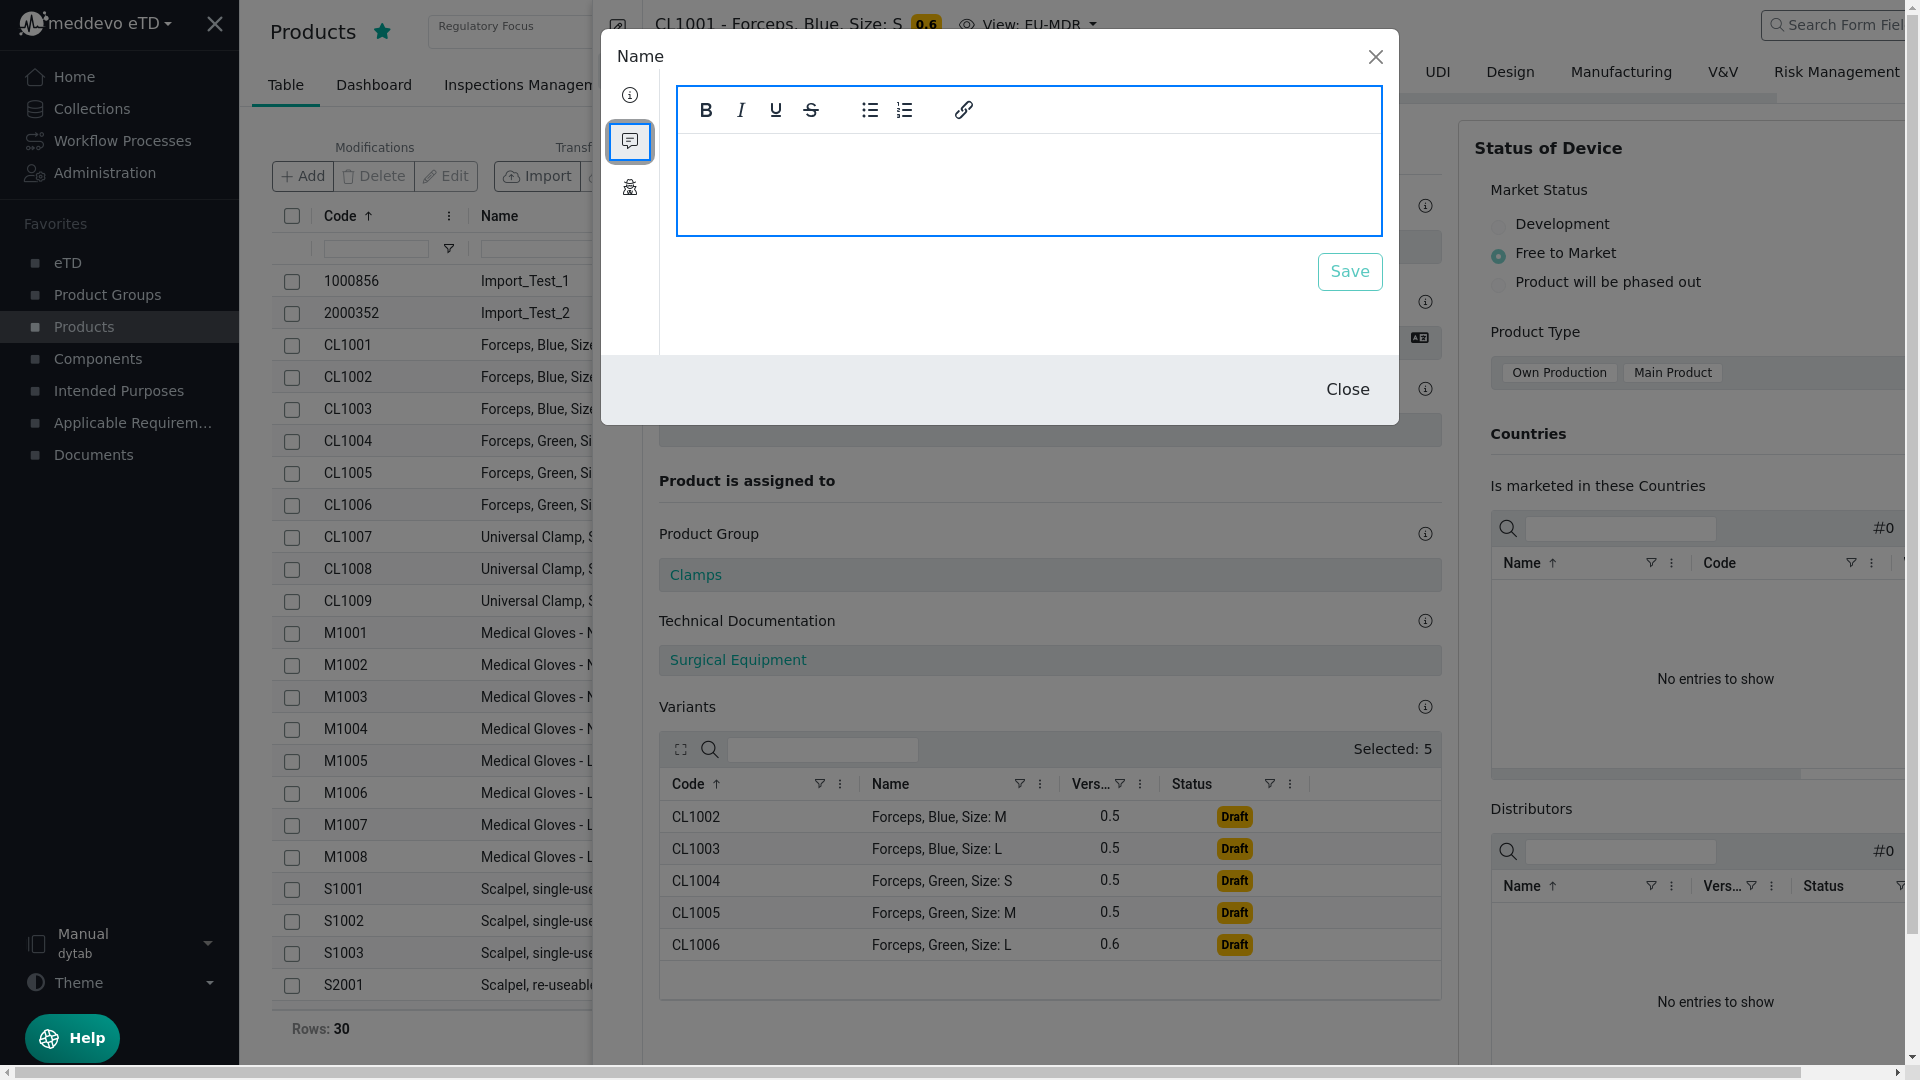 meddevo eTD
Home
Collections
Workflow Processes
Administration
Favorites
eTD
Product Groups
Products
Components
Intended Purposes
Applicable Requirem...
Documents
Manual
dytab
Theme
Help
Products
Regulatory Focus
Table
Dashboard
Inspections Managem
Modifications
Transf
Add
Delete
Edit
Import
Code
Name
1000856 Import_Test_1
2000352 Import_Test_2
CL1001 Forceps, Blue, Size
CL1002 Forceps, Blue, Size
CL1003 Forceps, Blue, Size
CL1004 Forceps, Green, Si
CL1005 Forceps, Green, Si
CL1006 Forceps, Green, Si
CL1007 Universal Clamp, S
CL1008 Universal Clamp, S
CL1009 Universal Clamp, S
M1001 Medical Gloves - N
M1002 Medical Gloves - N
M1003 Medical Gloves - N
M1004 Medical Gloves - N
M1005 Medical Gloves - L
M1006 Medical Gloves - L
M1007 Medical Gloves - L
M1008 Medical Gloves - L
S1001 Scalpel, single-use
S1002 Scalpel, single-use
S1003 Scalpel, single-use
S2001 Scalpel, re-useable
Rows: 30
CL1001 - Forceps, Blue, Size: S 0.6 View: EU-MDR
Search Form Fiel
UDI
Design
Manufacturing
V&V
Risk Management
Name
B I U S
Save
Close
Product is assigned to
Product Group
Clamps
Technical Documentation
Surgical Equipment
Variants
Selected: 5
Code Name Vers... Status
CL1002 Forceps, Blue, Size: M 0.5 Draft
CL1003 Forceps, Blue, Size: L 0.5 Draft
CL1004 Forceps, Green, Size: S 0.5 Draft
CL1005 Forceps, Green, Size: M 0.5 Draft
CL1006 Forceps, Green, Size: L 0.6 Draft
Status of Device
Market Status
Development
Free to Market
Product will be phased out
Product Type
Own Production Main Product
Countries
Is marketed in these Countries
#0
Name Code
No entries to show
Distributors
#0
Name Vers... Status
No entries to show